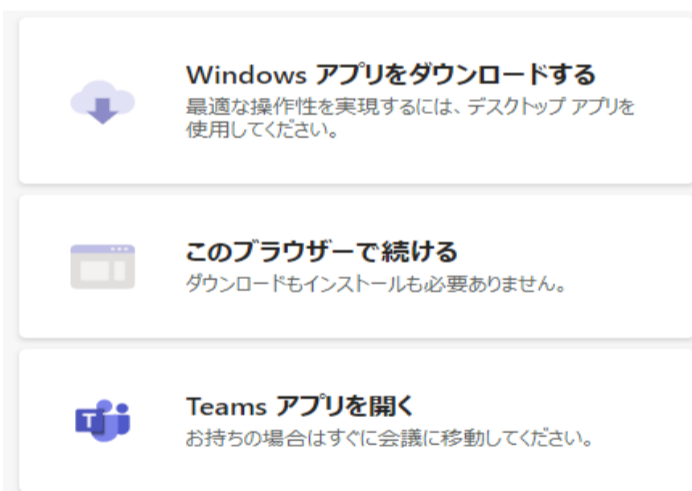 Windows アプリをダウンロードする
最適な操作性を実現するには、デスクトップ アプリを
使用してください。
このブラウザーで続ける
ダウンロードもインストールも必要ありません。
T
Teams アプリを開く
お持ちの場合はすぐに会議に移動してください。